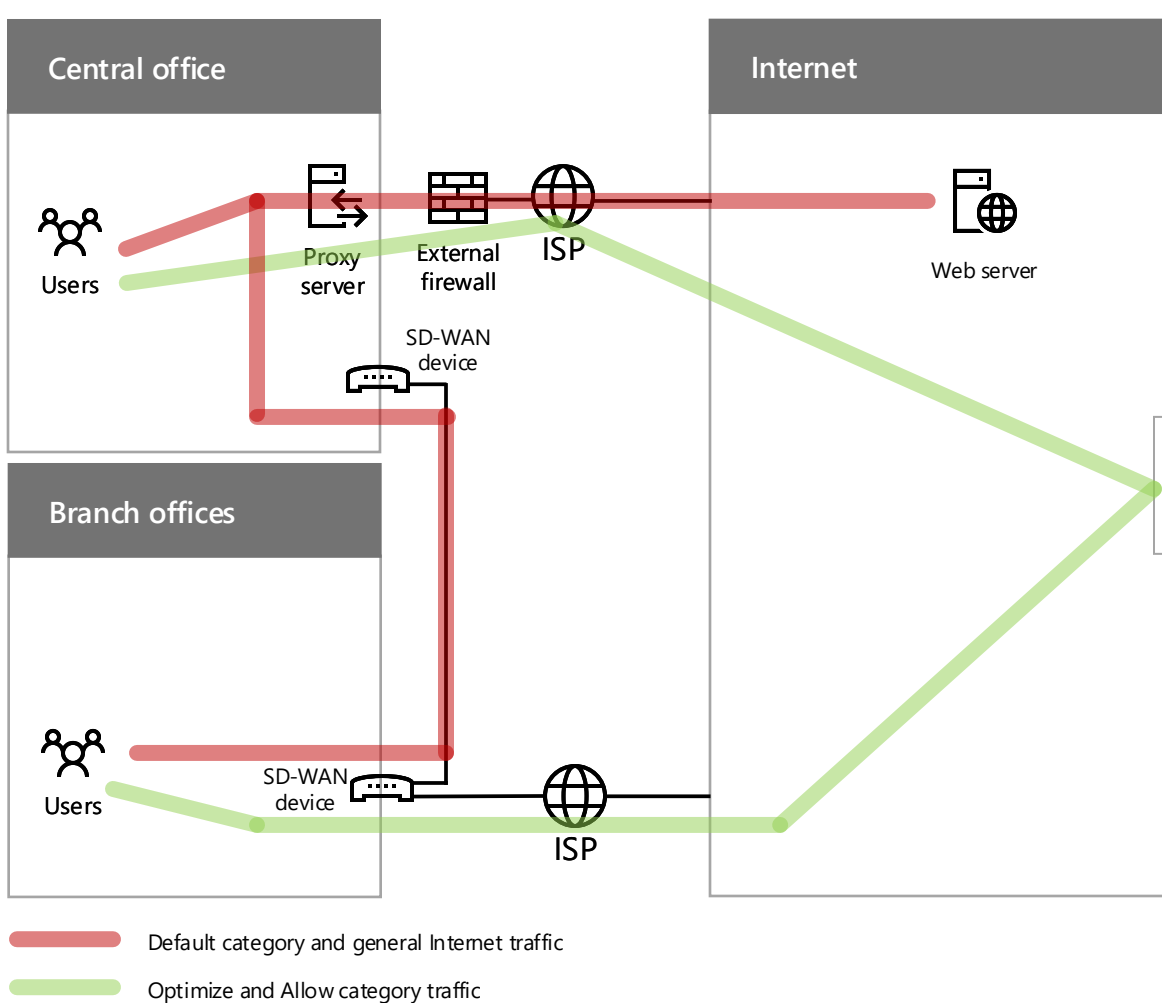 Central office
Internet
Users
Proxy
server
External
firewall
ISP
Web server
SD-WAN
device
Branch offices
Users
SD-WAN
device
ISP
Default category and general Internet traffic
Optimize and Allow category traffic